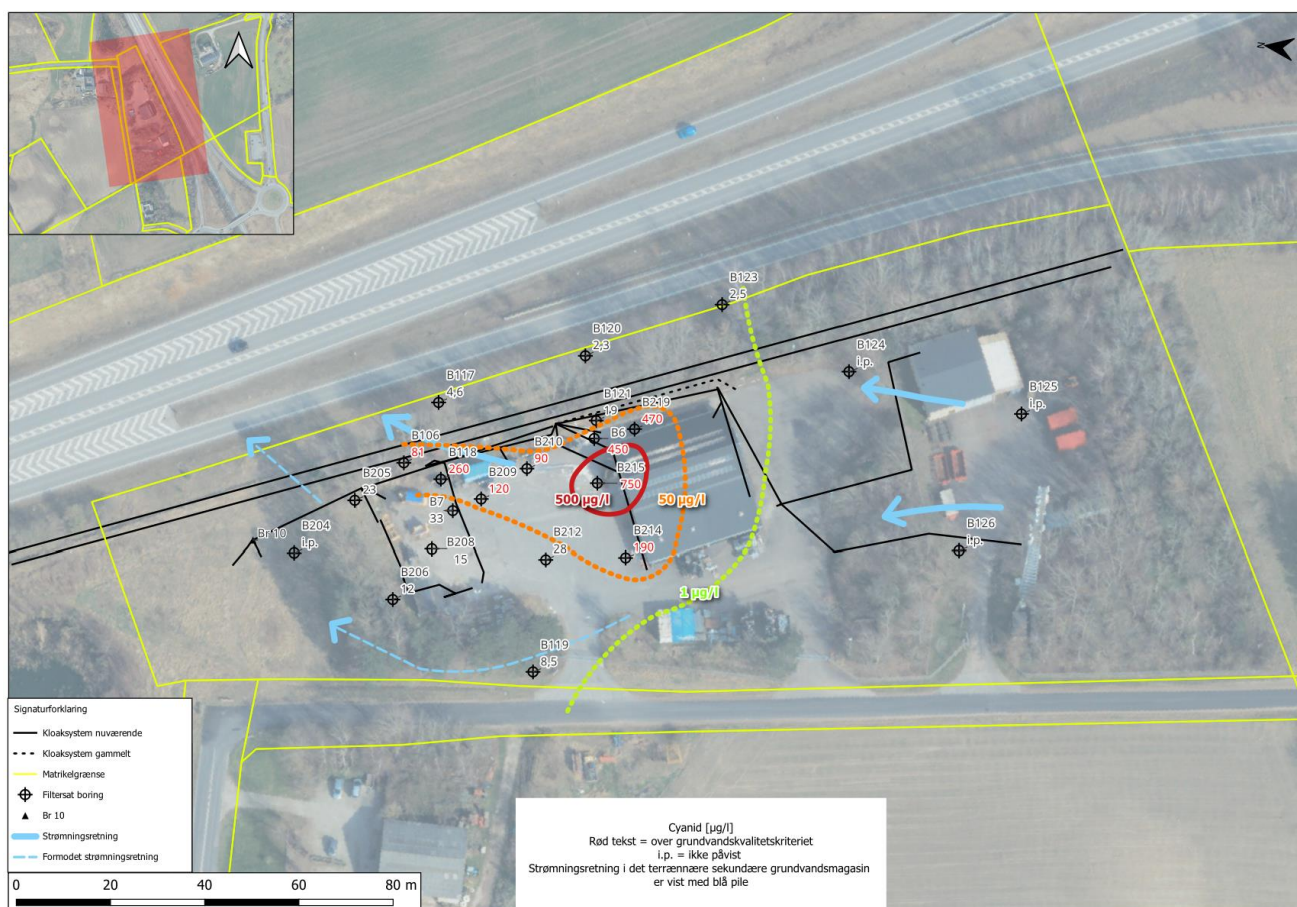 N
B123
2,5
B120
2,3
B124
i.p.
B117
4,6
B125
i.p.
B121
19
B219
470
B106
81
B210
90
B6
450
B118
260
B209
120
B215
750
500 µg/l
50 µg/l
B205
23
B7
33
Br 10
B204
i.p.
B208
15
B212
28
B214
190
B126
i.p.
B206
12
1 µg/l
B119
8,5
Signaturforklaring
Kloaksystem nuværende
Kloaksystem gammelt
Matrikelgrænse
Filtersat boring
Br 10
Strømningsretning
Formodet strømningsretning
0 20 40 60 80 m
Cyanid [µg/l]
Rød tekst = over grundvandskvalitetskriteriet
i.p. = ikke påvist
Strømningsretning i det terrænnære sekundære grundvandsmagasin
er vist med blå pile